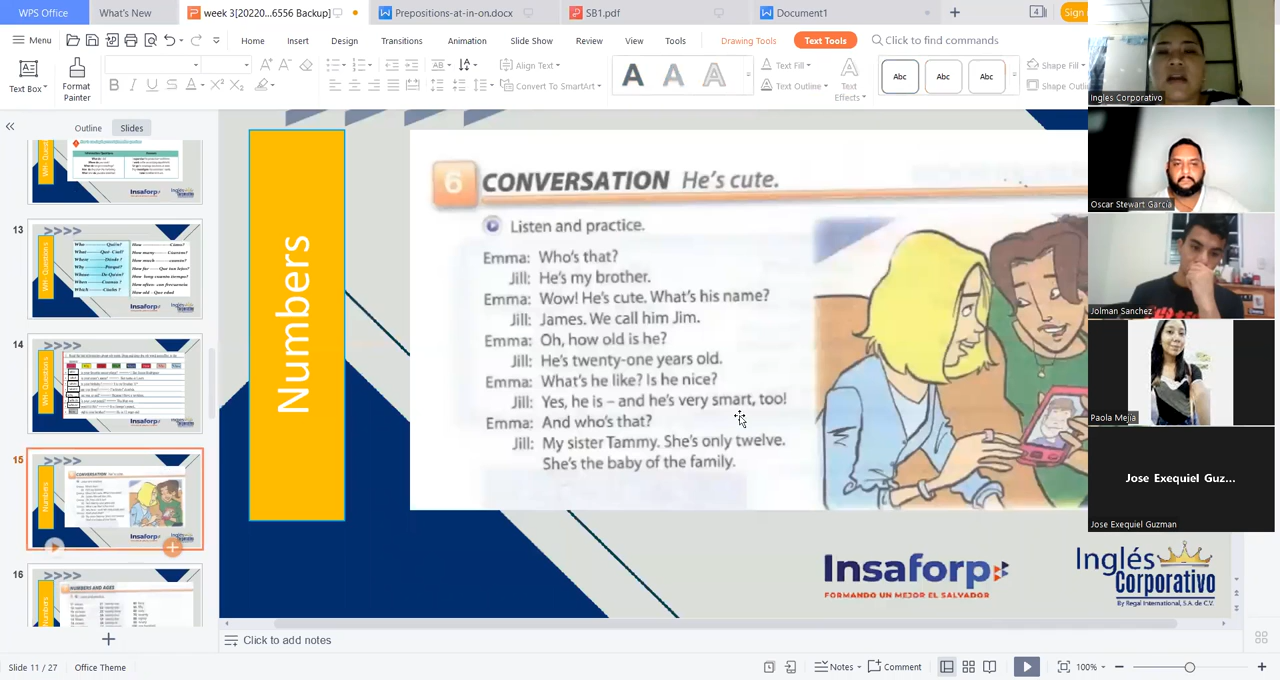 WPS Office
What's New
week 3[20220...6556 Backup]
Prepositions-at-in-on.docx
SB1.pdf
Document1
4
Sign
Menu
Home
Insert
Design
Transitions
Animation
Slide Show
Review
View
Tools
Drawing Tools
Text Tools
Click to find commands
Text Box
Format
Painter
Align Text
Convert To SmartArt
Text Fill
Text Outline
Text
Effects
Abc
Abc
Abc
Shape Fill
Shape Outl
Outline
Slides
13
14
15
16
Numbers
6 CONVERSATION He's cute.
Listen and practice.
Emma: Who's that?
Jill: He's my brother.
Emma: Wow! He's cute. What's his name?
Jill: James. We call him Jim.
Emma: Oh, how old is he?
Jill: He's twenty-one years old.
Emma: What's he like? Is he nice?
Jill: Yes, he is – and he's very smart, too!
Emma: And who's that?
Jill: My sister Tammy. She's only twelve.
She's the baby of the family.
Insaforp
FORMANDO UN MEJOR EL SALVADOR
Inglés
Corporativo
By Regal International, S.A. de C.V.
Ingles Corporativo
Oscar Stewart Garcia
Jolman Sanchez
Paola Mejia
Jose Exequiel Guz...
Jose Exequiel Guzman
Click to add notes
Slide 11 / 27
Office Theme
Notes
Comment
100%